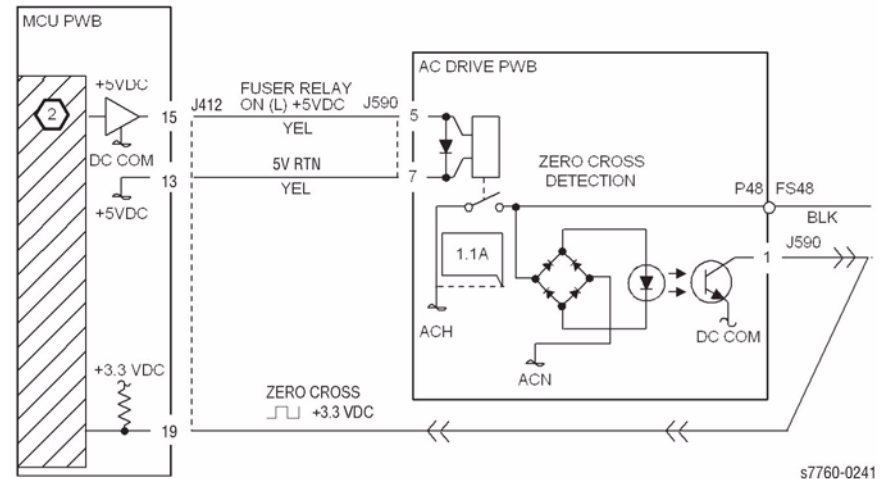 MCU PWB
+5VDC
2
DC COM
15
13
+5VDC
+3.3 VDC
19
J412
FUSER RELAY
ON (L) +5VDC
J590
YEL
5V RTN
YEL
AC DRIVE PWB
5
7
ZERO CROSS
DETECTION
1.1A
ACH
ACN
P48
FS48
BLK
J590
1
DC COM
ZERO CROSS
+3.3 VDC
s7760-0241